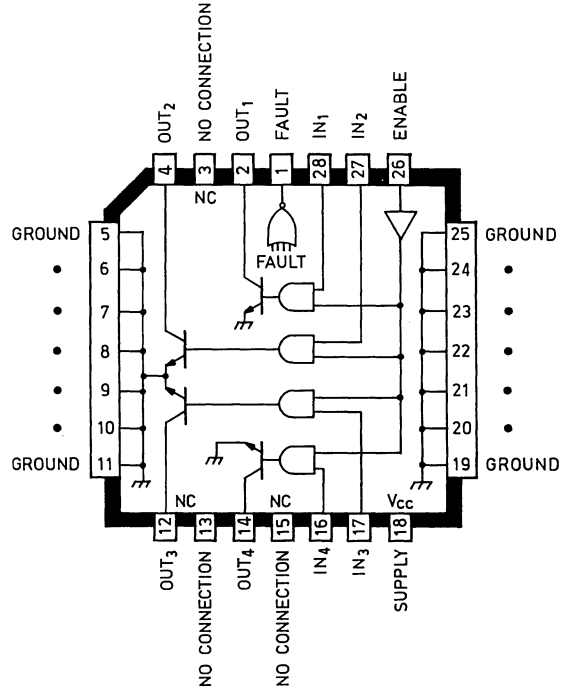 OUT2
NO CONNECTION
OUT1
FAULT
IN1
IN2
ENABLE
4
3
2
1
28
27
26
NC
FAULT
GROUND
5
6
7
8
9
10
GROUND
11
25
GROUND
24
23
22
21
20
19
GROUND
NC
NC
VCC
12
13
14
15
16
17
18
OUT3
NO CONNECTION
OUT4
NO CONNECTION
IN4
IN3
SUPPLY